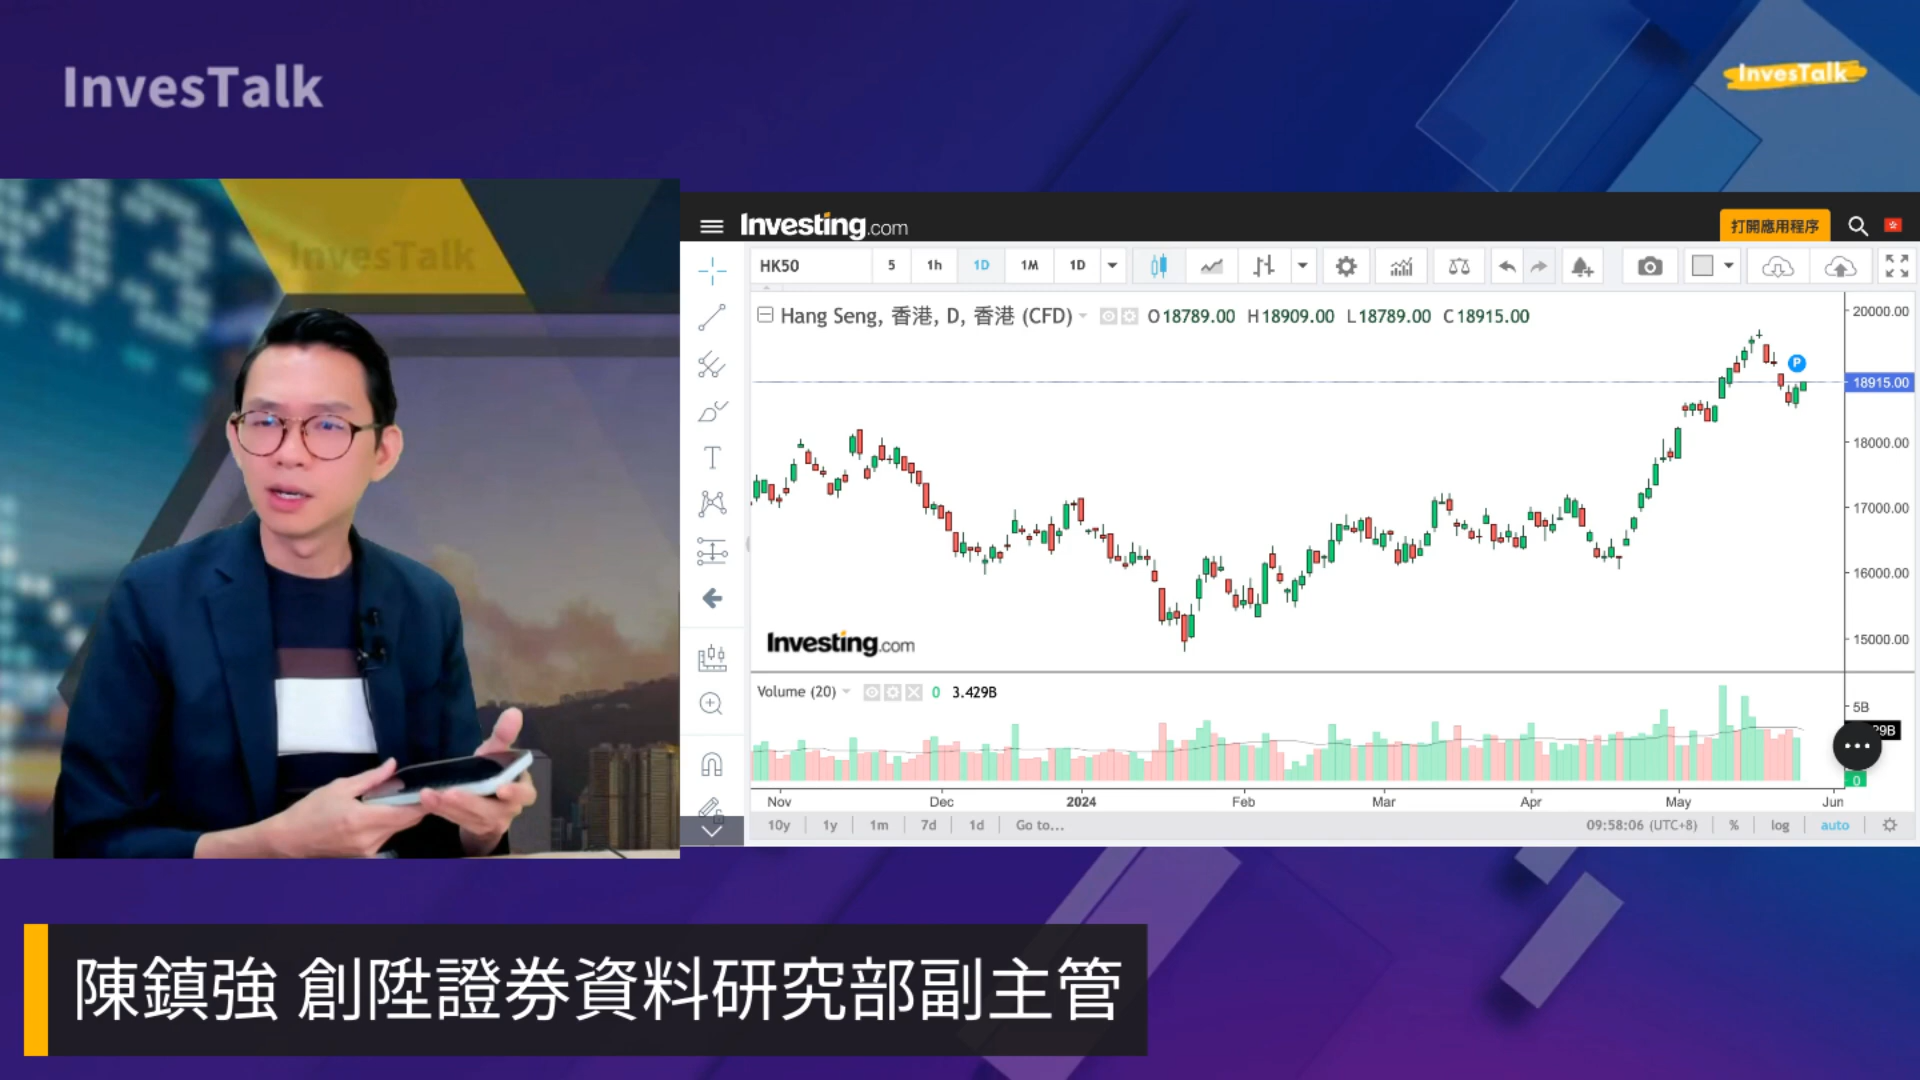 InvesTalk
InvesTalk
InvesTalk
Investing.com
打開應用程序
HK50 5 1h 1D 1M 1D
Hang Seng, 香港, D, 香港 (CFD) O18789.00 H18909.00 L18789.00 C18915.00
20000.00
P
18915.00
18000.00
17000.00
16000.00
15000.00
Investing.com
Volume (20) 0 3.429B
5B
29B
0
Nov Dec 2024 Feb Mar Apr May Jun
10y 1y 1m 7d 1d Go to... 09:58:06 (UTC+8) % log auto
陳鎮強 創陞證券資料研究部副主管